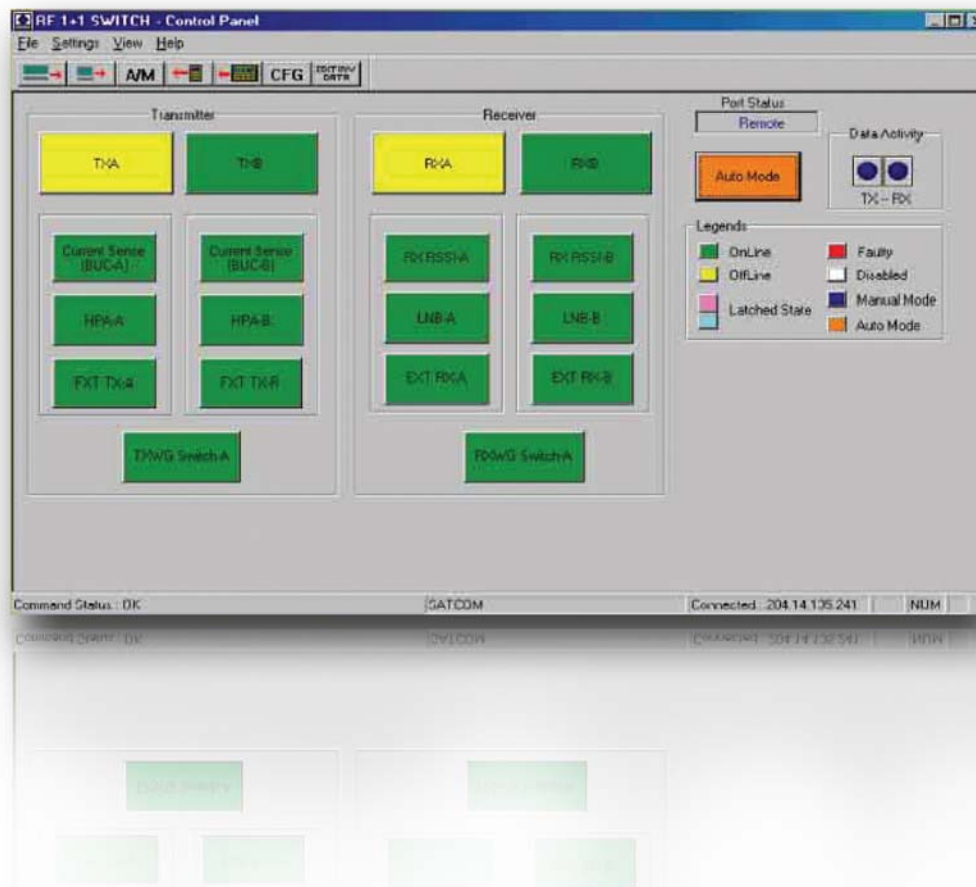 RF 1+1 SWITCH - Control Panel
File Settings View Help
A/M CFG EDIT INV DATA
Transmitter
TXA TXB
Current Sense (BUC-A) Current Sense (BUC-B)
HPA-A HPA-B
EXT TX-A EXT TX-B
TXWG Switch-A
Receiver
RXA RXB
RX RSSI-A RX RSSI-B
LNB-A LNB-B
EXT RX-A EXT RX-B
RXWG Switch-A
Port Status
Remote
Auto Mode
Data Activity
TX -- RX
Legends
OnLine Faulty
OffLine Disabled
Latched State Manual Mode
Auto Mode
Command Status : OK SATCOM Connected : 204.14.135.241 NUM